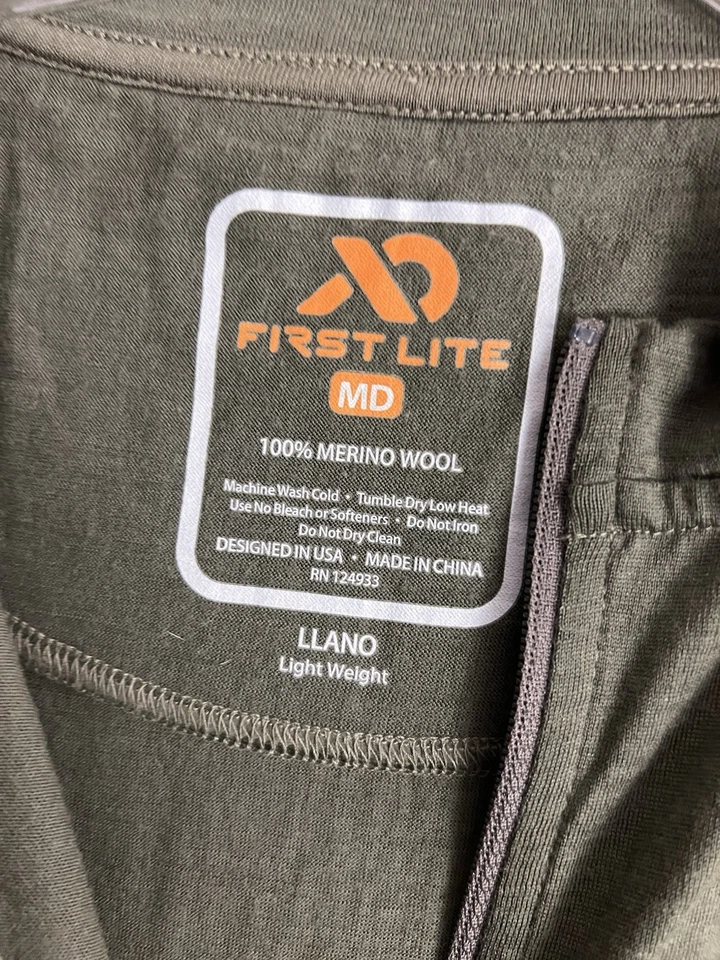 FIRST LITE
MD
100% MERINO WOOL
Machine Wash Cold • Tumble Dry Low Heat
Use No Bleach or Softeners • Do Not Iron
Do Not Dry Clean
DESIGNED IN USA • MADE IN CHINA
RN 124933
LLANO
Light Weight